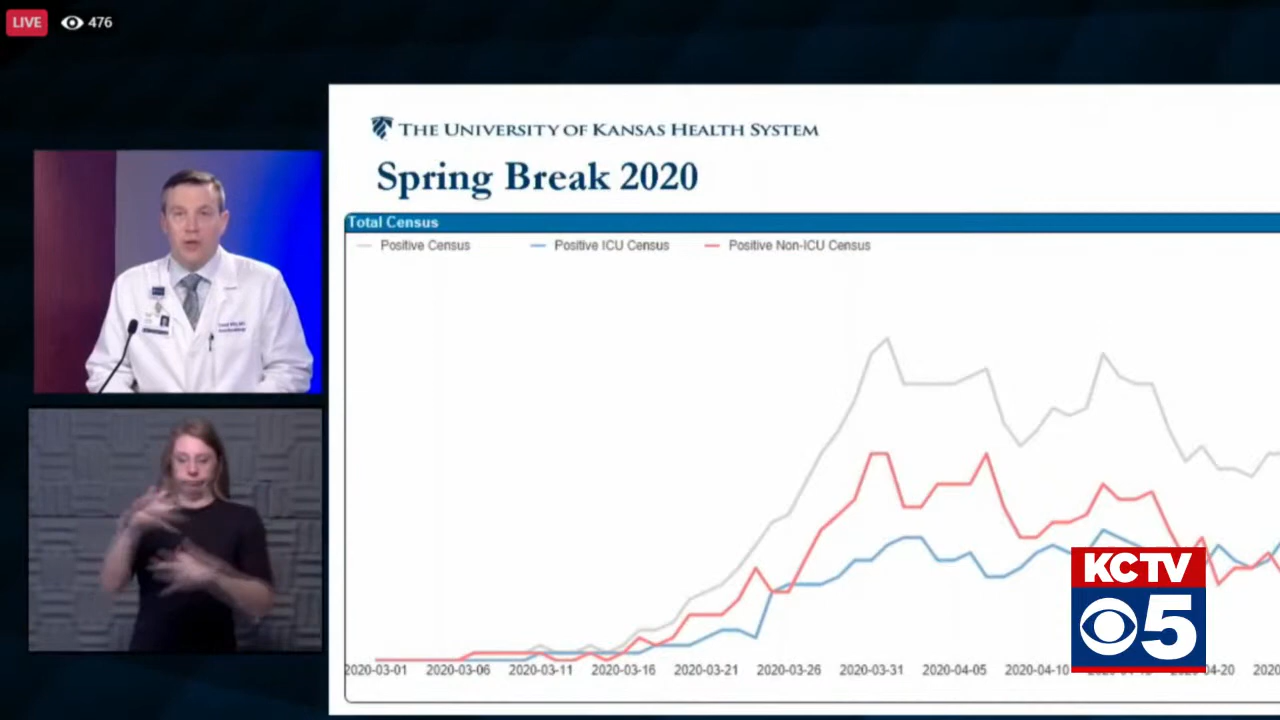 LIVE 476
THE UNIVERSITY OF KANSAS HEALTH SYSTEM
Spring Break 2020
Total Census
Positive Census Positive ICU Census Positive Non-ICU Census
2020-03-01 2020-03-06 2020-03-11 2020-03-16 2020-03-21 2020-03-26 2020-03-31 2020-04-05 2020-04-10 04-20 2020
KCTV
5